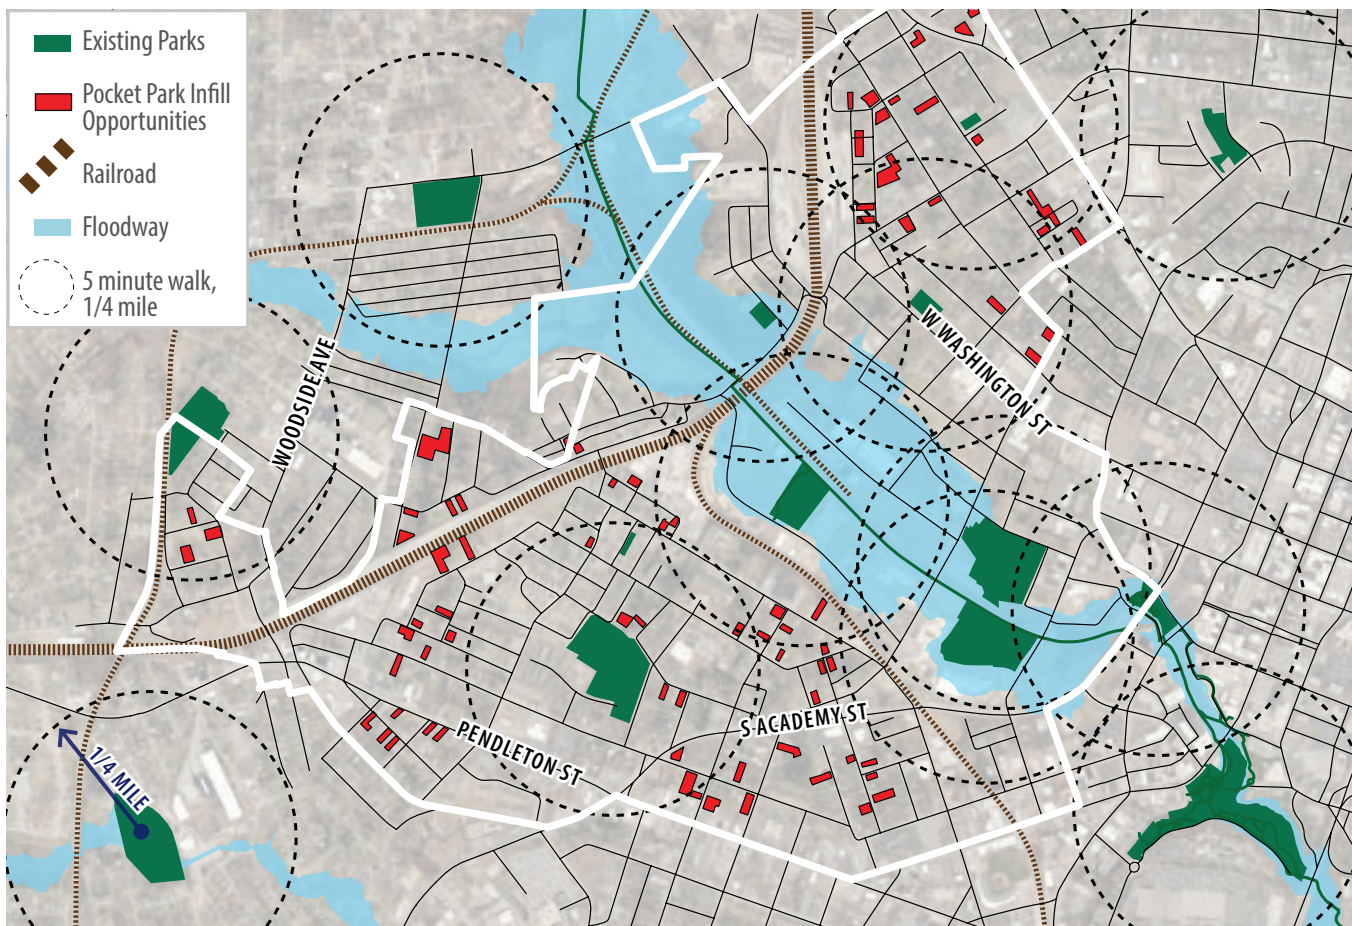 Existing Parks
Pocket Park Infill
Opportunities
Railroad
Floodway
5 minute walk,
1/4 mile
WOODSIDE AVE
W. WASHINGTON ST
S ACADEMY ST
PENDLETON ST
1/4 MILE